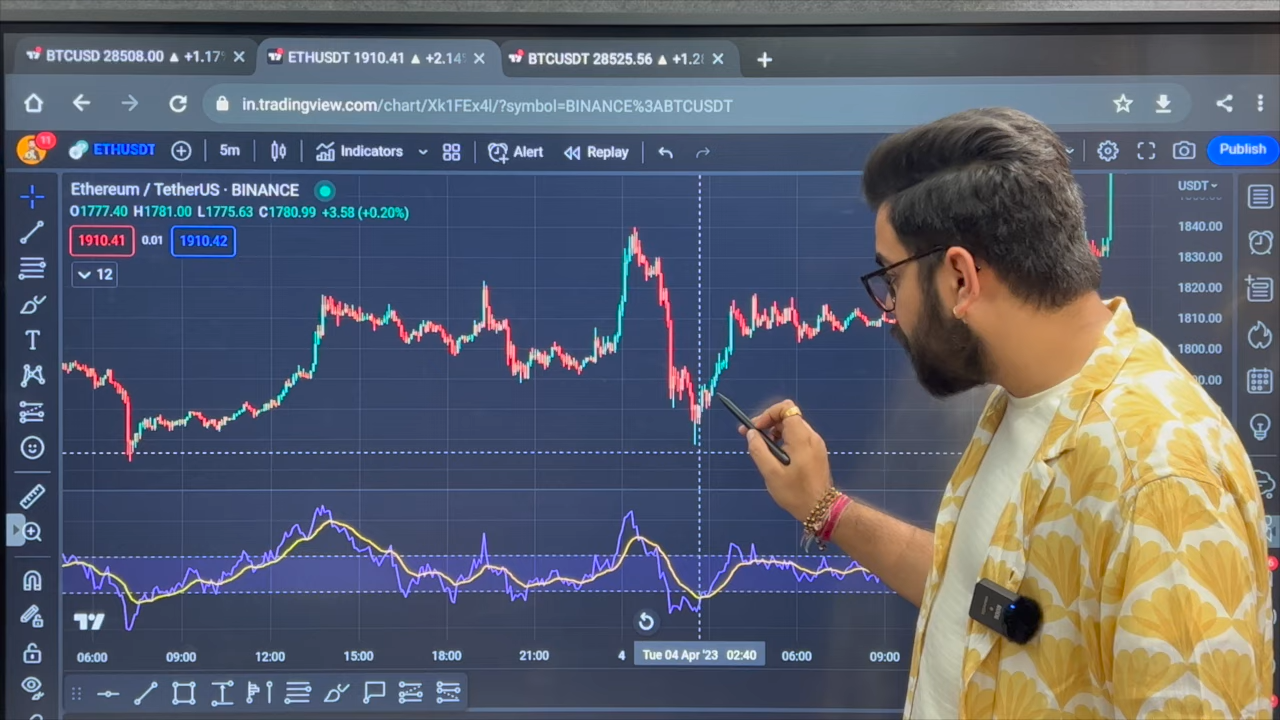 BTCUSD 28508.00 ▲ +1.17
ETHUSDT 1910.41 ▲ +2.14
BTCUSDT 28525.56 ▲ +1.2
in.tradingview.com/chart/Xk1FEx4l/?symbol=BINANCE%3ABTCUSDT
11
ETHUSDT
5m
Indicators
Alert
Replay
Publish
Ethereum / TetherUS · BINANCE
O1777.40 H1781.00 L1775.63 C1780.99 +3.58 (+0.20%)
1910.41
0.01
1910.42
12
USDT
1840.00
1830.00
1820.00
1810.00
1800.00
06:00
09:00
12:00
15:00
18:00
21:00
4
Tue 04 Apr '23 02:40
06:00
09:00